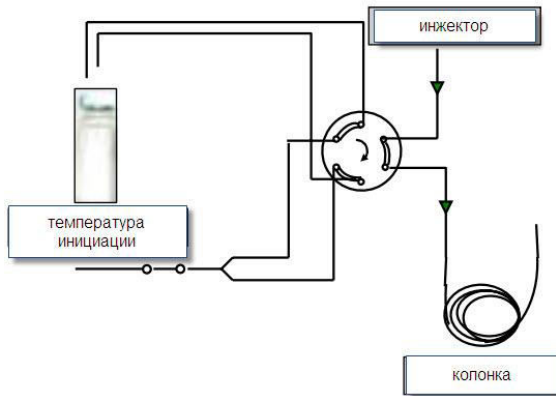 инжектор
температура
инициации
колонка